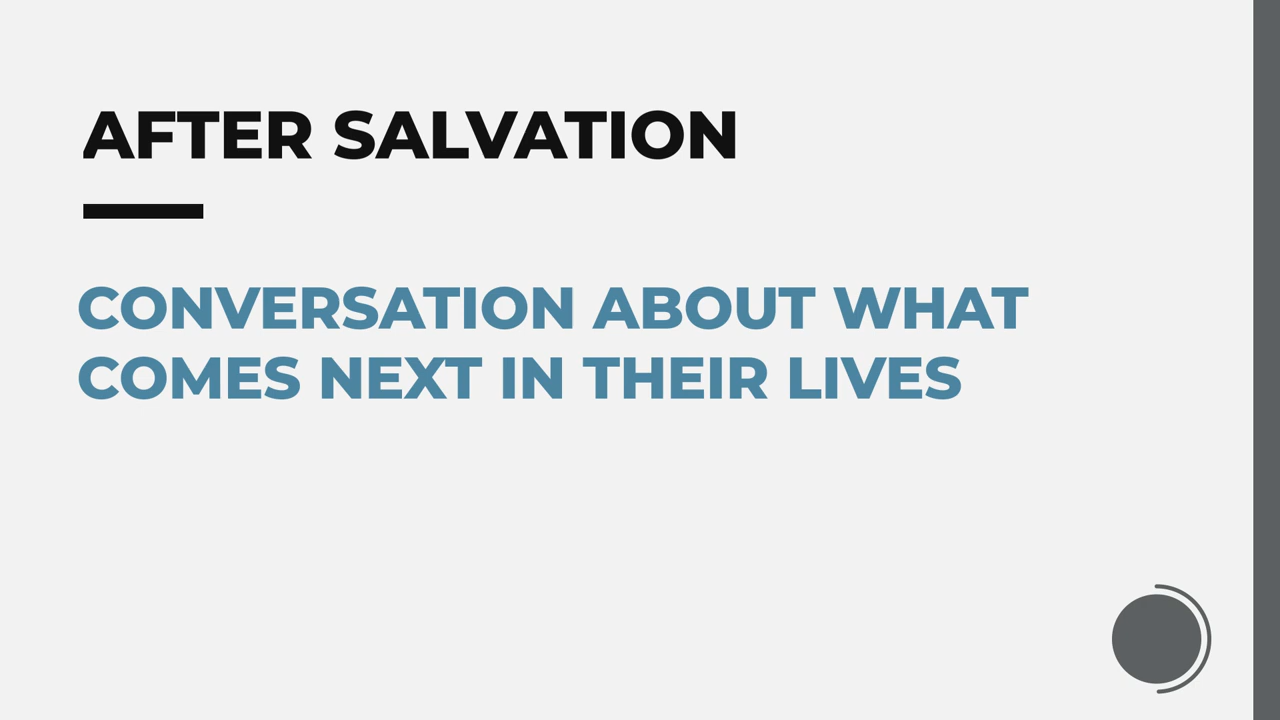 AFTER SALVATION
CONVERSATION ABOUT WHAT
COMES NEXT IN THEIR LIVES